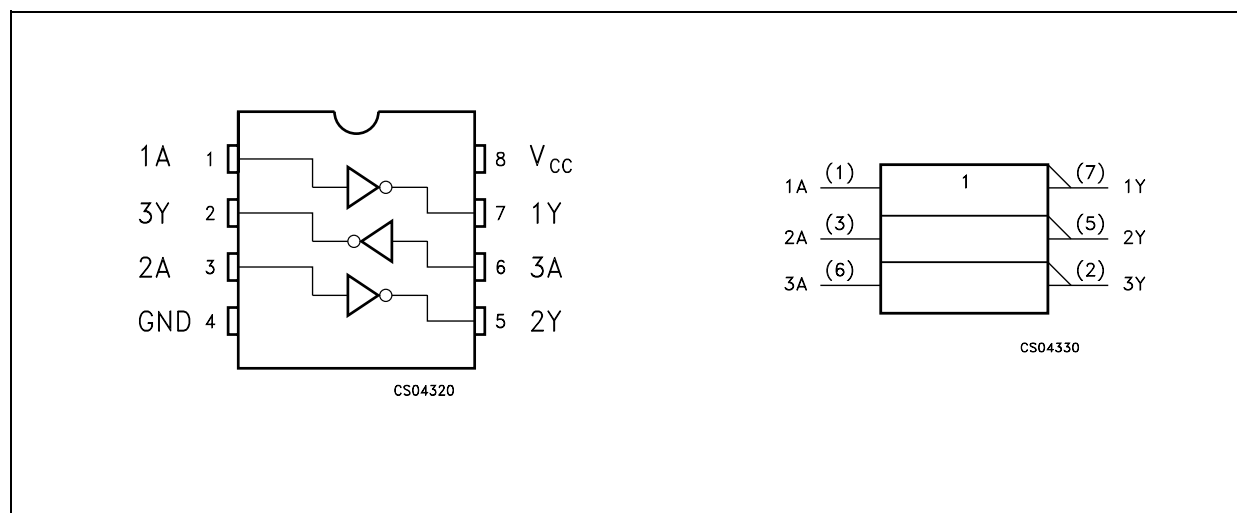 1A 1 8 VCC
3Y 2 7 1Y
2A 3 6 3A
GND 4 5 2Y
CS04320
1
1A (1) (7) 1Y
2A (3) (5) 2Y
3A (6) (2) 3Y
CS04330